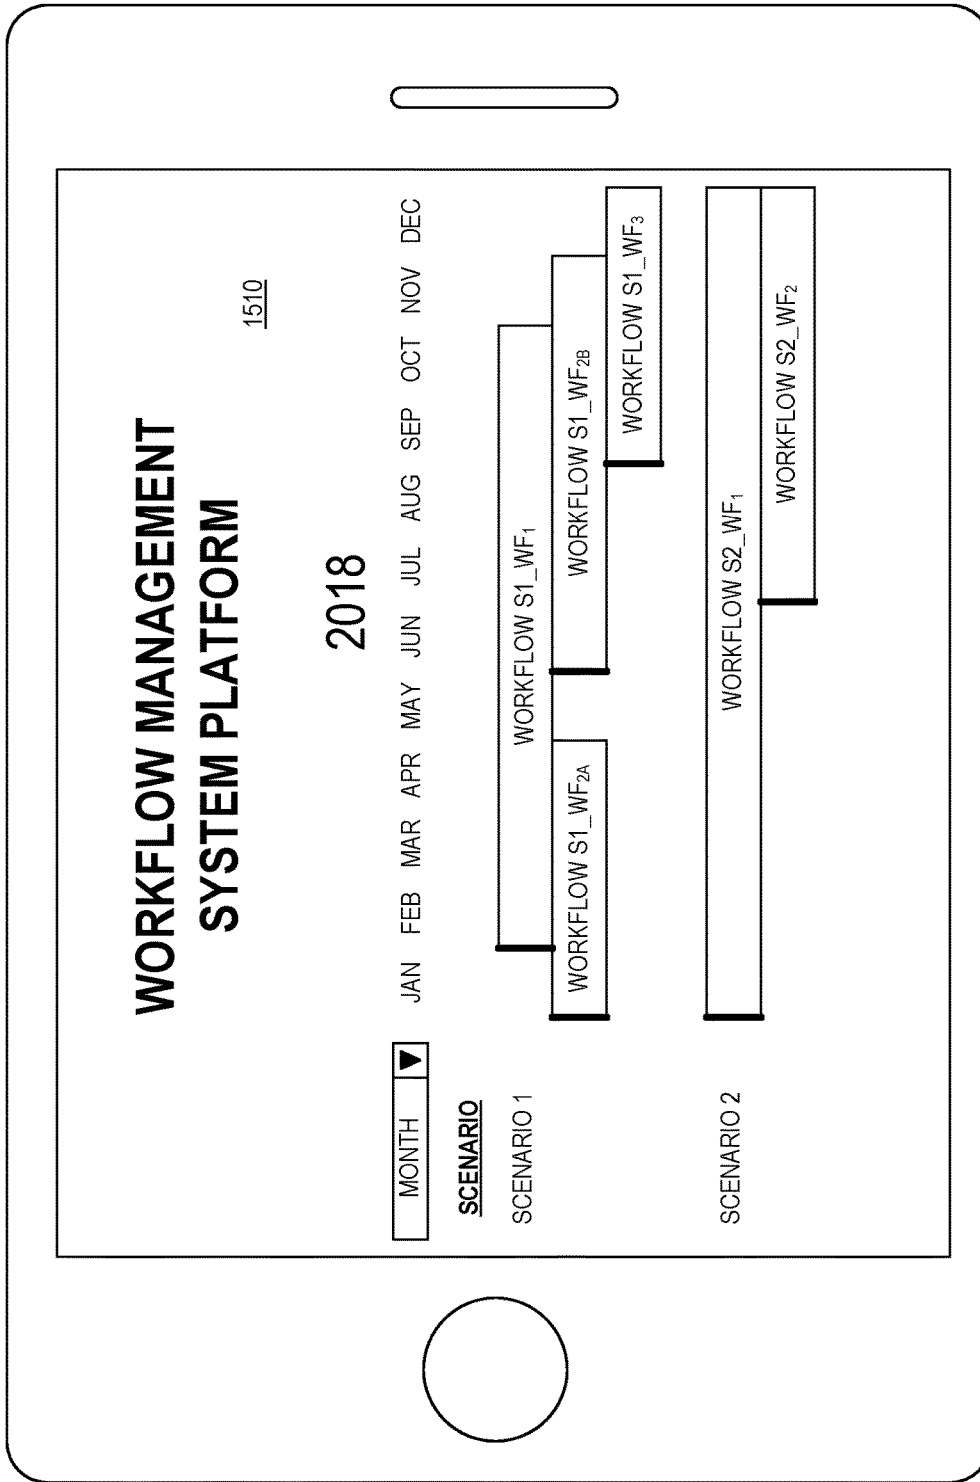 WORKFLOW MANAGEMENT
SYSTEM PLATFORM
1510
2018
MONTH ▼ JAN FEB MAR APR MAY JUN JUL AUG SEP OCT NOV DEC
SCENARIO
SCENARIO 1
WORKFLOW S1_WF1
WORKFLOW S1_WF2A
WORKFLOW S1_WF2B
WORKFLOW S1_WF3
SCENARIO 2
WORKFLOW S2_WF1
WORKFLOW S2_WF2